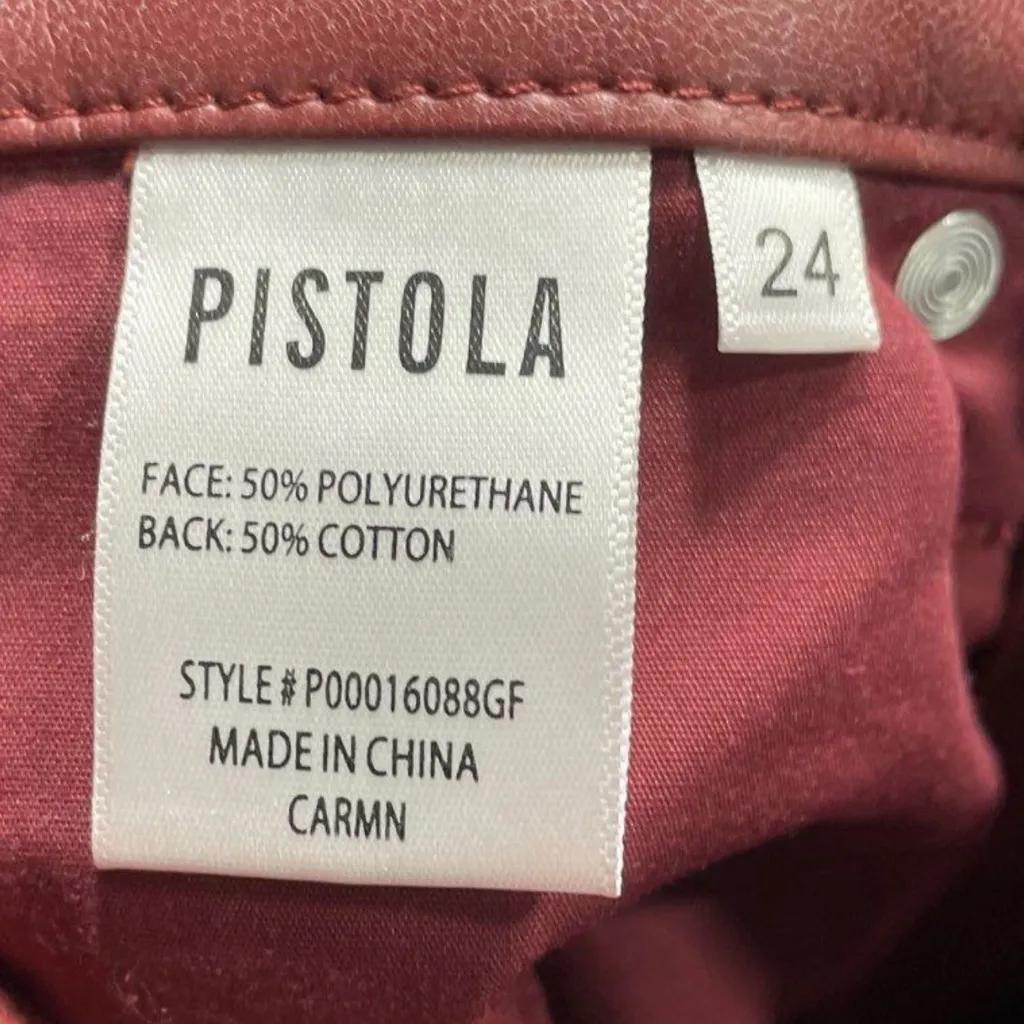 PISTOLA
24
FACE: 50% POLYURETHANE
BACK: 50% COTTON
STYLE # P00016088GF
MADE IN CHINA
CARMN